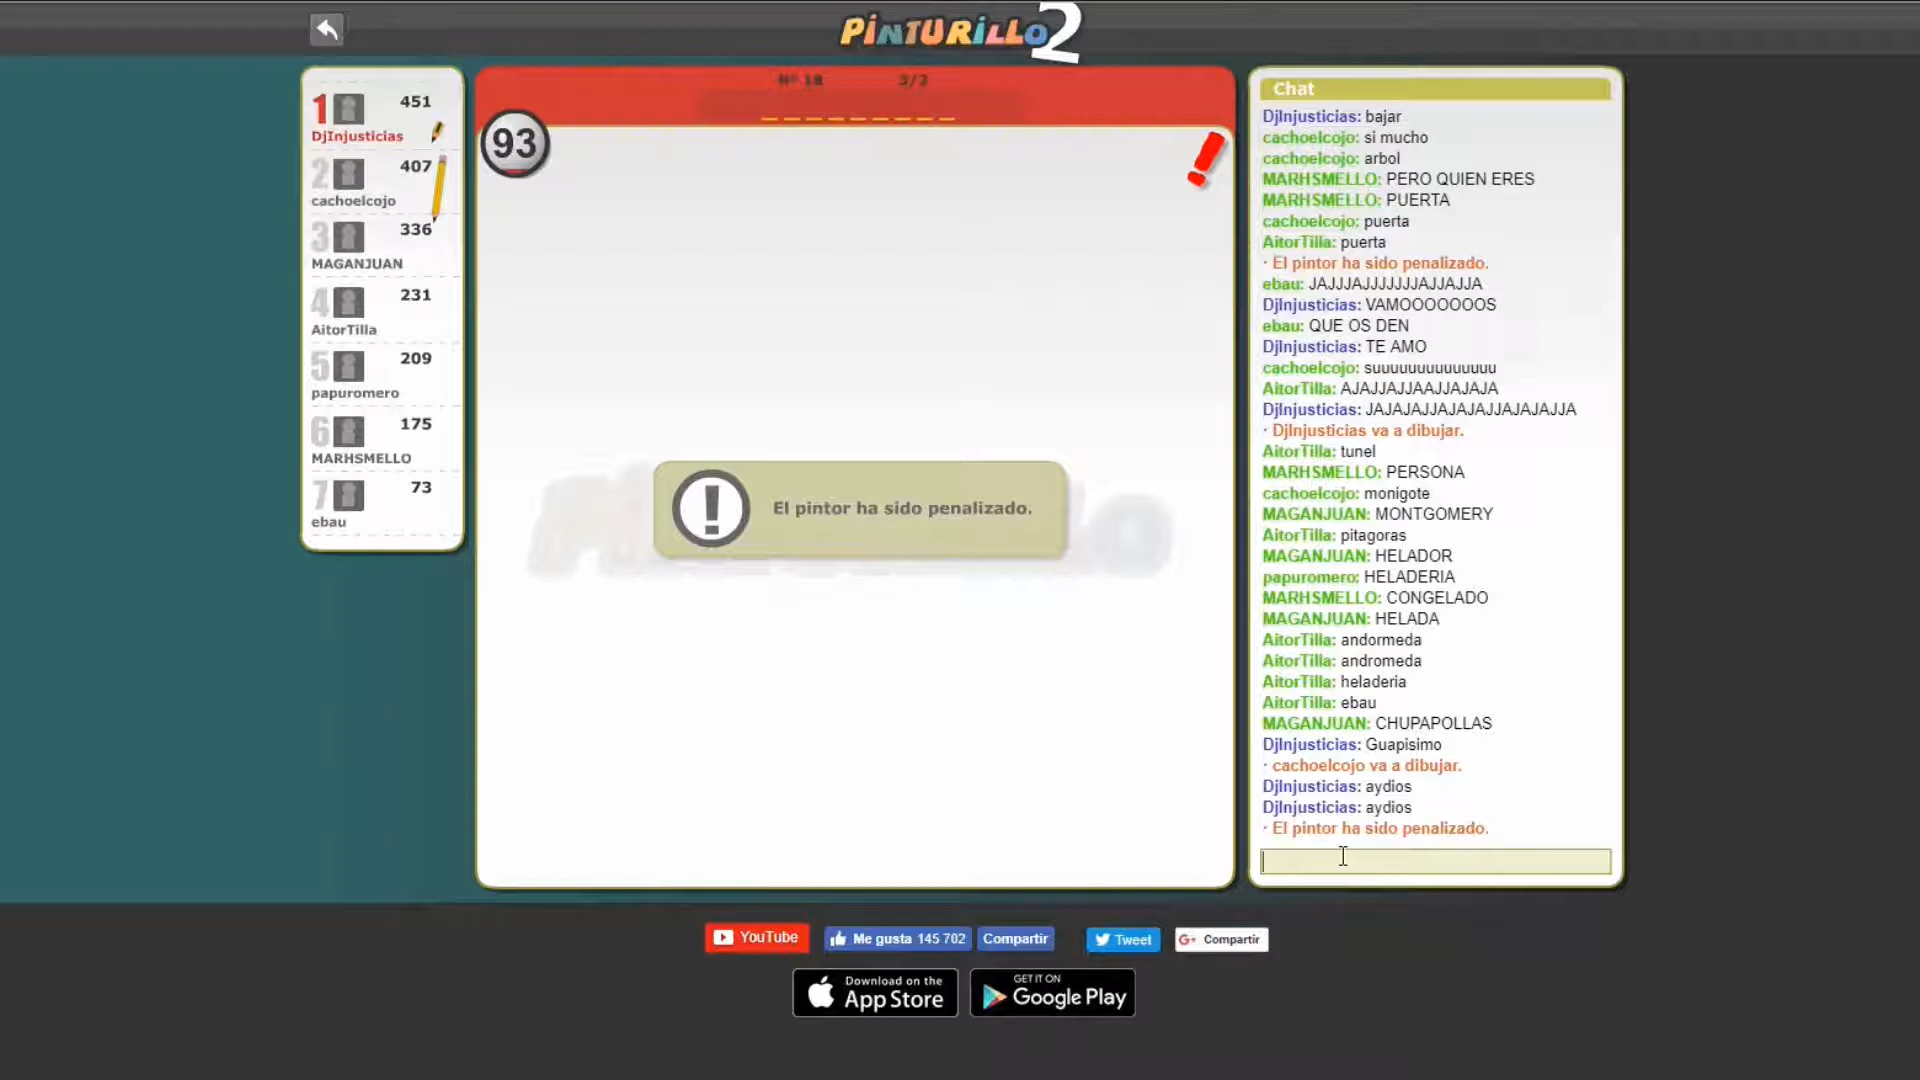 PiNTURiLLO2
1 451
DjInjusticias
2 407
cachoelcojo
3 336
MAGANJUAN
4 231
AitorTilla
5 209
papuromero
6 175
MARHSMELLO
7 73
ebau
Nº 18 3/3
93
El pintor ha sido penalizado.
Chat
DjInjusticias: bajar
cachoelcojo: si mucho
cachoelcojo: arbol
MARHSMELLO: PERO QUIEN ERES
MARHSMELLO: PUERTA
cachoelcojo: puerta
AitorTilla: puerta
· El pintor ha sido penalizado.
ebau: JAJJJAJJJJJJJAJJAJJA
DjInjusticias: VAMOOOOOOOS
ebau: QUE OS DEN
DjInjusticias: TE AMO
cachoelcojo: suuuuuuuuuuuuuu
AitorTilla: AJAJJAJJAAJJAJAJA
DjInjusticias: JAJAJAJJAJAJAJJAJAJAJJA
· DjInjusticias va a dibujar.
AitorTilla: tunel
MARHSMELLO: PERSONA
cachoelcojo: monigote
MAGANJUAN: MONTGOMERY
AitorTilla: pitagoras
MAGANJUAN: HELADOR
papuromero: HELADERIA
MARHSMELLO: CONGELADO
MAGANJUAN: HELADA
AitorTilla: andormeda
AitorTilla: andromeda
AitorTilla: heladeria
AitorTilla: ebau
MAGANJUAN: CHUPAPOLLAS
DjInjusticias: Guapisimo
· cachoelcojo va a dibujar.
DjInjusticias: aydios
DjInjusticias: aydios
· El pintor ha sido penalizado.
YouTube
Me gusta 145 702
Compartir
Tweet
G+ Compartir
Download on the
App Store
GET IT ON
Google Play